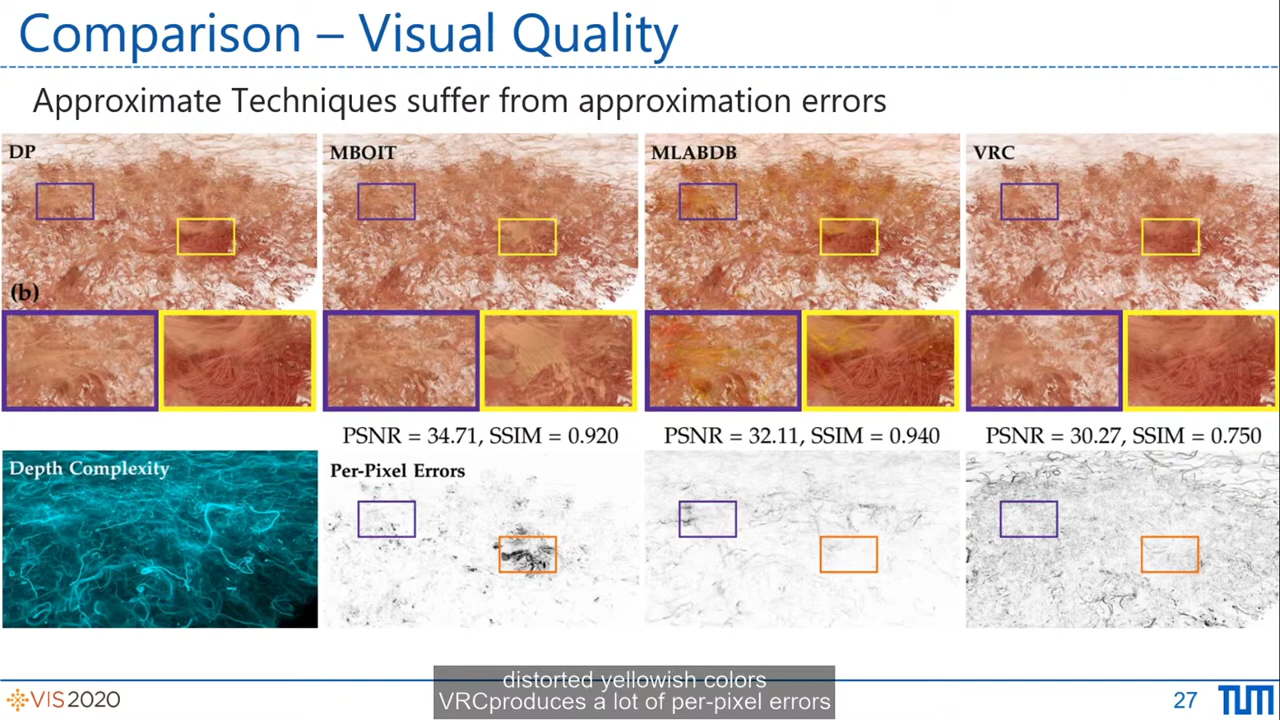 Comparison – Visual Quality
Approximate Techniques suffer from approximation errors
DP
MBOIT
MLABDB
VRC
(b)
PSNR = 34.71, SSIM = 0.920
PSNR = 32.11, SSIM = 0.940
PSNR = 30.27, SSIM = 0.750
Depth Complexity
Per-Pixel Errors
distorted yellowish colors
VRCproduces a lot of per-pixel errors
VIS2020
27
TUM